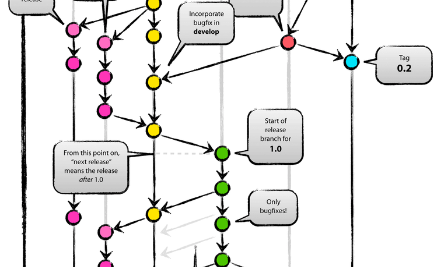 Incorporate
bugfix in
develop
Tag
0.2
Start of
release
branch for
1.0
From this point on,
"next release"
means the release
after 1.0
Only
bugfixes!